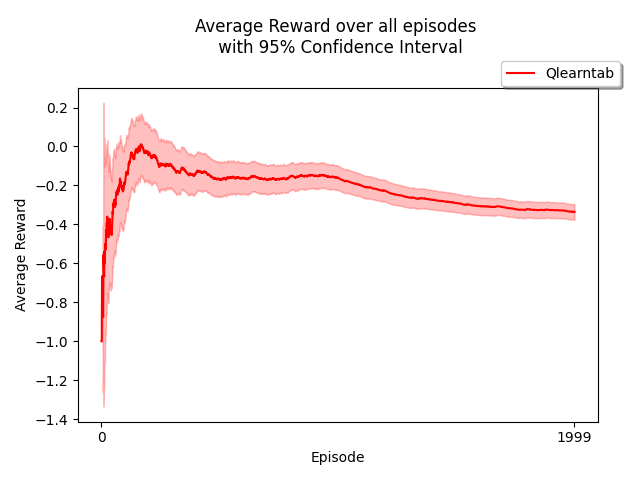 Average Reward over all episodes
with 95% Confidence Interval
Qlearntab
0.2
0.0
−0.2
−0.4
−0.6
−0.8
−1.0
−1.2
−1.4
Average Reward
0
1999
Episode